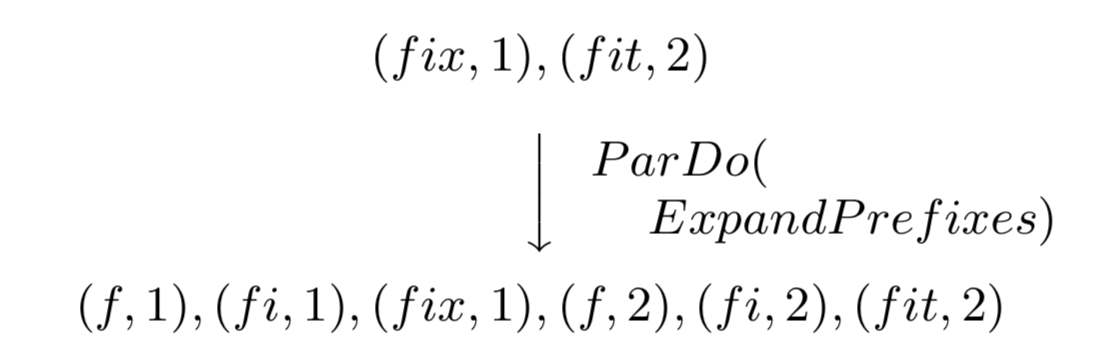 (fix, 1), (fit, 2)
ParDo(
ExpandPrefixes)
(f, 1), (fi, 1), (fix, 1), (f, 2), (fi, 2), (fit, 2)